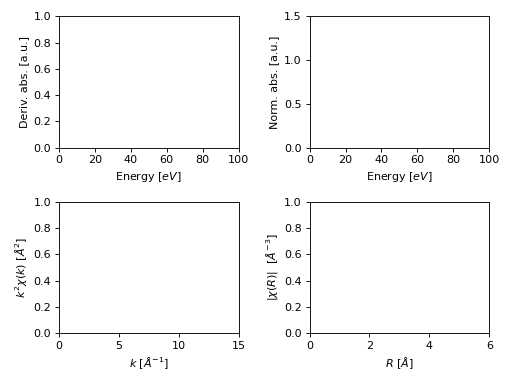 1.0
0.8
0.6
0.4
0.2
0.0
Deriv. abs. [a.u.]
0 20 40 60 80 100
Energy [eV]
1.5
1.0
0.5
0.0
Norm. abs. [a.u.]
0 20 40 60 80 100
Energy [eV]
1.0
0.8
0.6
0.4
0.2
0.0
k²χ(k) [Å²]
0 5 10 15
k [Å⁻¹]
1.0
0.8
0.6
0.4
0.2
0.0
|χ(R)| [Å⁻³]
0 2 4 6
R [Å]